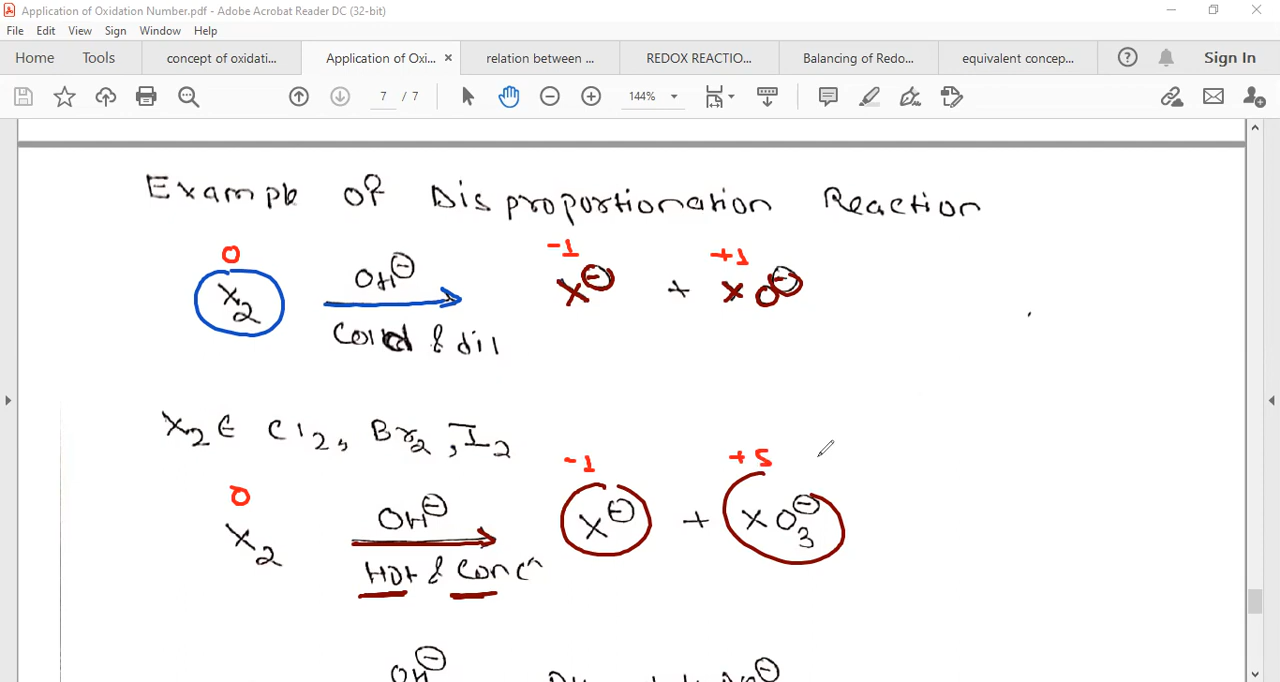 Application of Oxidation Number.pdf - Adobe Acrobat Reader DC (32-bit)
File Edit View Sign Window Help
Home Tools concept of oxidati... Application of Oxi... × relation between ... REDOX REACTIO... Balancing of Redo... equivalent concep... Sign In
7 / 7 144%
Example of Disproportionation Reaction
0 -1 +1
X2 OH⊖ X⊖ + XO⊖
Cold & dil
X2 ∈ Cl2, Br2, I2
0 -1 +5
X2 OH⊖ X⊖ + XO3⊖
Hot & Conc^n
OH⊖